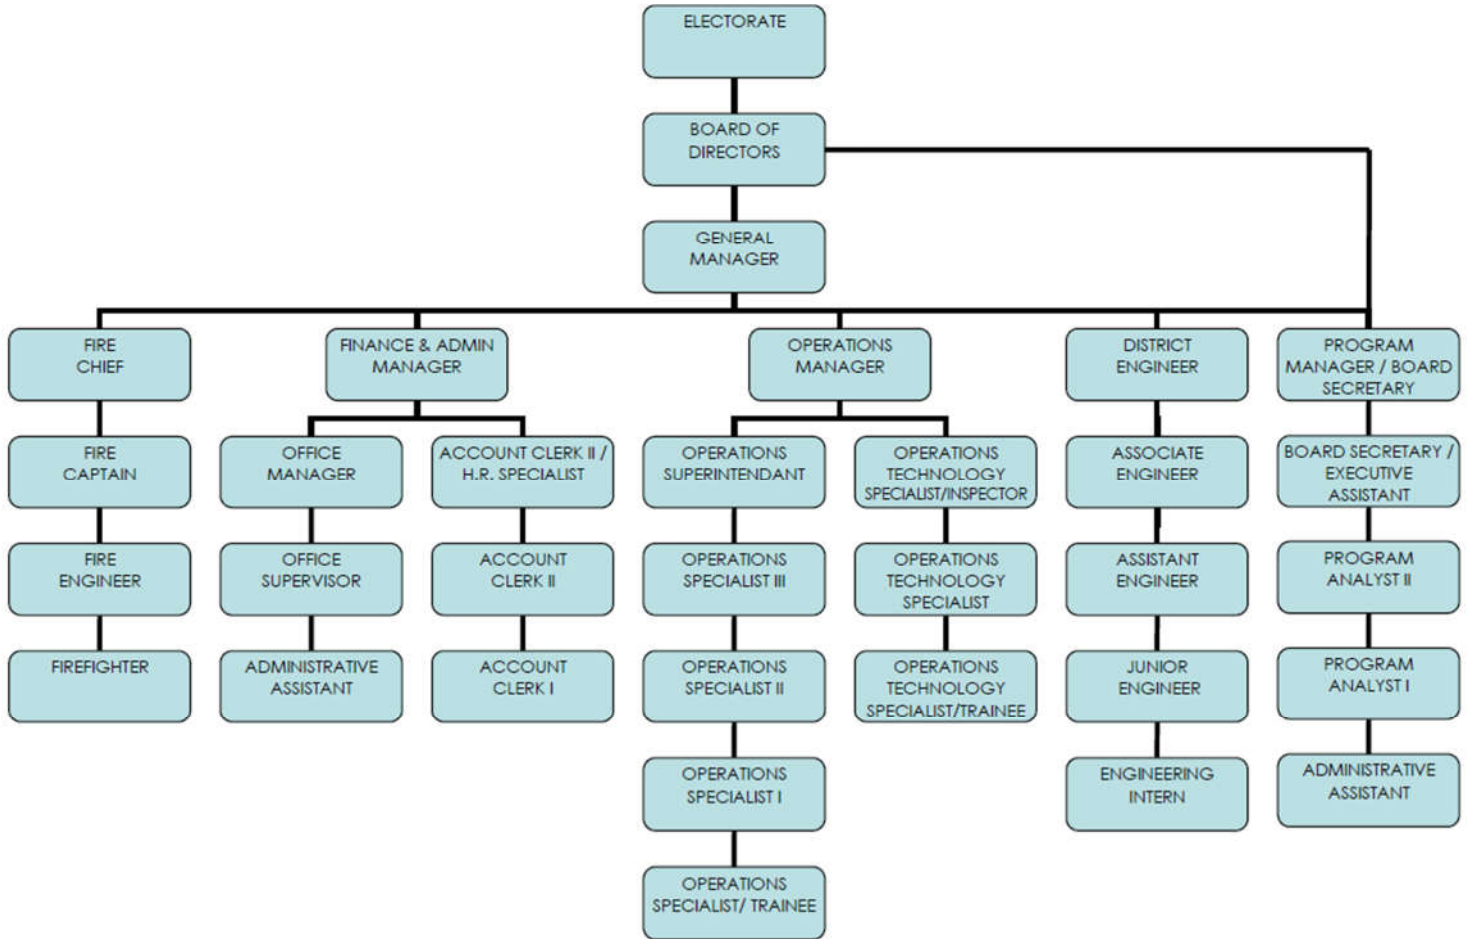 ELECTORATE
BOARD OF
DIRECTORS
GENERAL
MANAGER
FIRE
CHIEF
FINANCE & ADMIN
MANAGER
OPERATIONS
MANAGER
DISTRICT
ENGINEER
PROGRAM
MANAGER / BOARD
SECRETARY
FIRE
CAPTAIN
OFFICE
MANAGER
ACCOUNT CLERK II /
H.R. SPECIALIST
OPERATIONS
SUPERINTENDANT
OPERATIONS
TECHNOLOGY
SPECIALIST/INSPECTOR
ASSOCIATE
ENGINEER
BOARD SECRETARY /
EXECUTIVE
ASSISTANT
FIRE
ENGINEER
OFFICE
SUPERVISOR
ACCOUNT
CLERK II
OPERATIONS
SPECIALIST III
OPERATIONS
TECHNOLOGY
SPECIALIST
ASSISTANT
ENGINEER
PROGRAM
ANALYST II
FIREFIGHTER
ADMINISTRATIVE
ASSISTANT
ACCOUNT
CLERK I
OPERATIONS
SPECIALIST II
OPERATIONS
TECHNOLOGY
SPECIALIST/TRAINEE
JUNIOR
ENGINEER
PROGRAM
ANALYST I
OPERATIONS
SPECIALIST I
ENGINEERING
INTERN
ADMINISTRATIVE
ASSISTANT
OPERATIONS
SPECIALIST/ TRAINEE